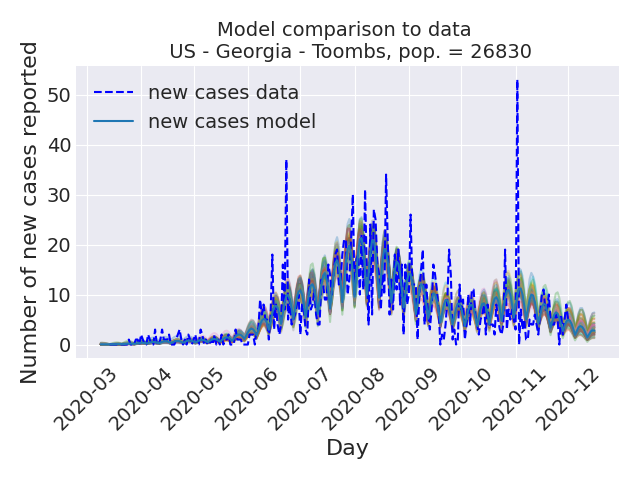 Model comparison to data
US - Georgia - Toombs, pop. = 26830
Number of new cases reported
50
40
30
20
10
0
new cases data
new cases model
2020-03
2020-04
2020-05
2020-06
2020-07
2020-08
2020-09
2020-10
2020-11
2020-12
Day